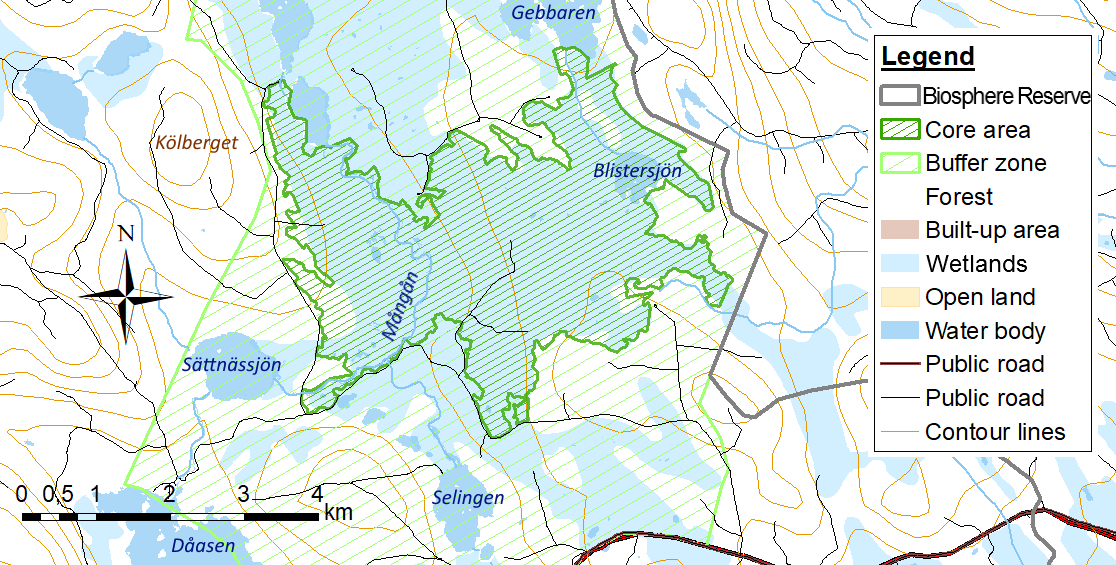 Gebbaren
Kölberget
Blistersjön
N
Mångån
Sättnässjön
Selingen
Dåasen
0 0,5 1 2 3 4
km
Legend
Biosphere Reserve
Core area
Buffer zone
Forest
Built-up area
Wetlands
Open land
Water body
Public road
Public road
Contour lines